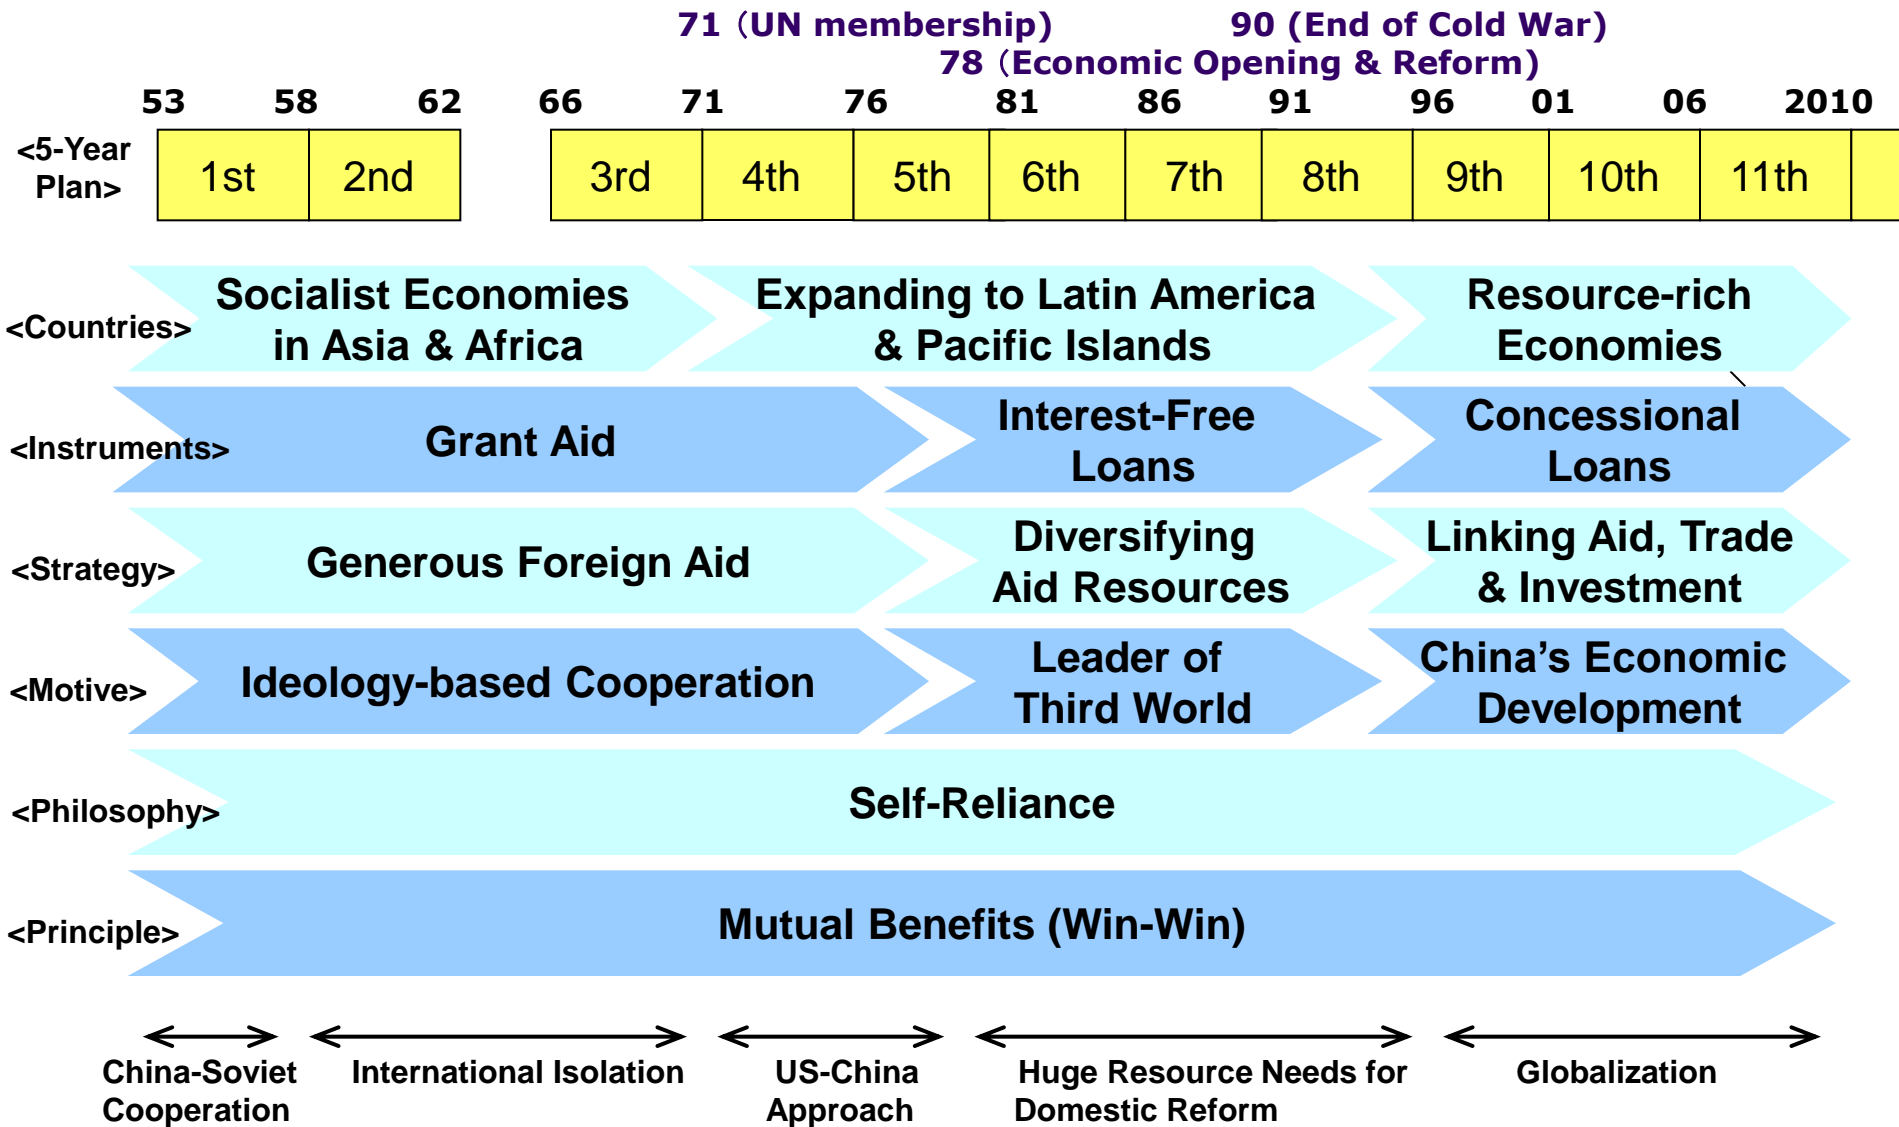 71（UN membership)
90 (End of Cold War)
78（Economic Opening & Reform)
53 58 62 66 71 76 81 86 91 96 01 06 2010
<5-Year
Plan>
1st 2nd 3rd 4th 5th 6th 7th 8th 9th 10th 11th
<Countries>
Socialist Economies
in Asia & Africa
Expanding to Latin America
& Pacific Islands
Resource-rich
Economies
<Instruments>
Grant Aid
Interest-Free
Loans
Concessional
Loans
<Strategy>
Generous Foreign Aid
Diversifying
Aid Resources
Linking Aid, Trade
& Investment
<Motive>
Ideology-based Cooperation
Leader of
Third World
China’s Economic
Development
<Philosophy>
Self-Reliance
<Principle>
Mutual Benefits (Win-Win)
China-Soviet
Cooperation
International Isolation
US-China
Approach
Huge Resource Needs for
Domestic Reform
Globalization